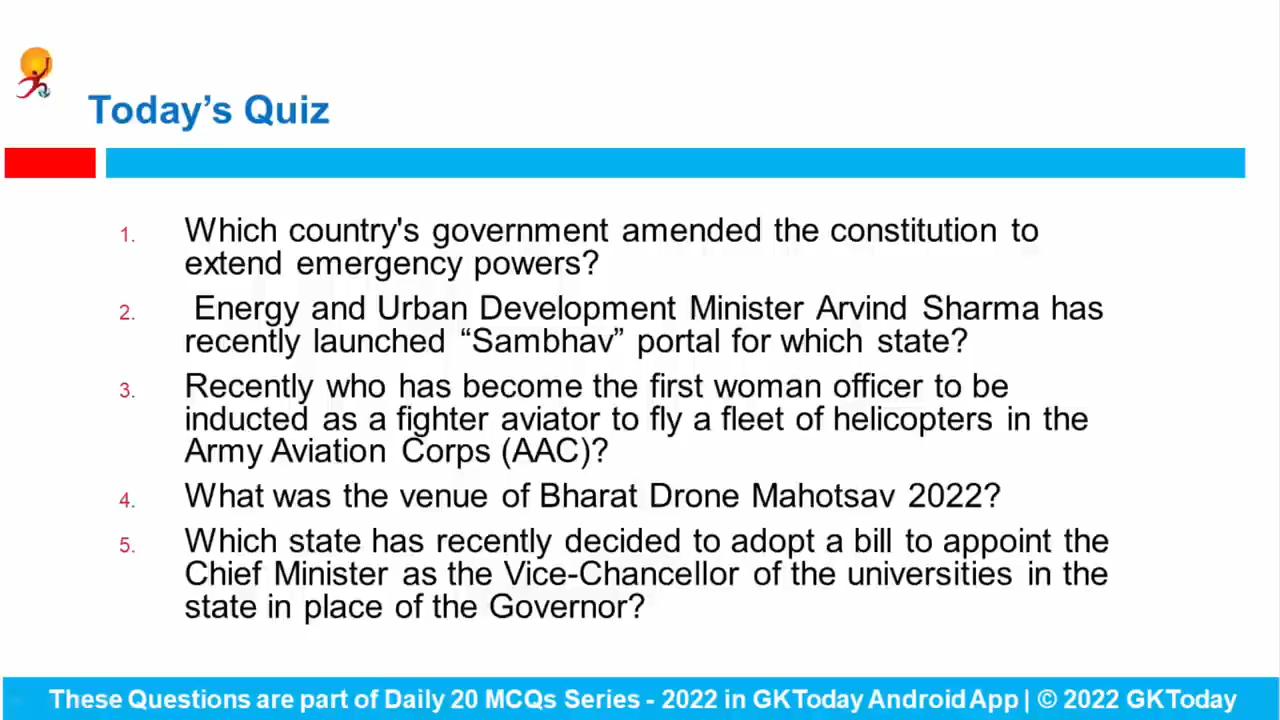 Today’s Quiz
1. Which country's government amended the constitution to
extend emergency powers?
2. Energy and Urban Development Minister Arvind Sharma has
recently launched “Sambhav” portal for which state?
3. Recently who has become the first woman officer to be
inducted as a fighter aviator to fly a fleet of helicopters in the
Army Aviation Corps (AAC)?
4. What was the venue of Bharat Drone Mahotsav 2022?
5. Which state has recently decided to adopt a bill to appoint the
Chief Minister as the Vice-Chancellor of the universities in the
state in place of the Governor?
These Questions are part of Daily 20 MCQs Series - 2022 in GKToday Android App | © 2022 GKToday